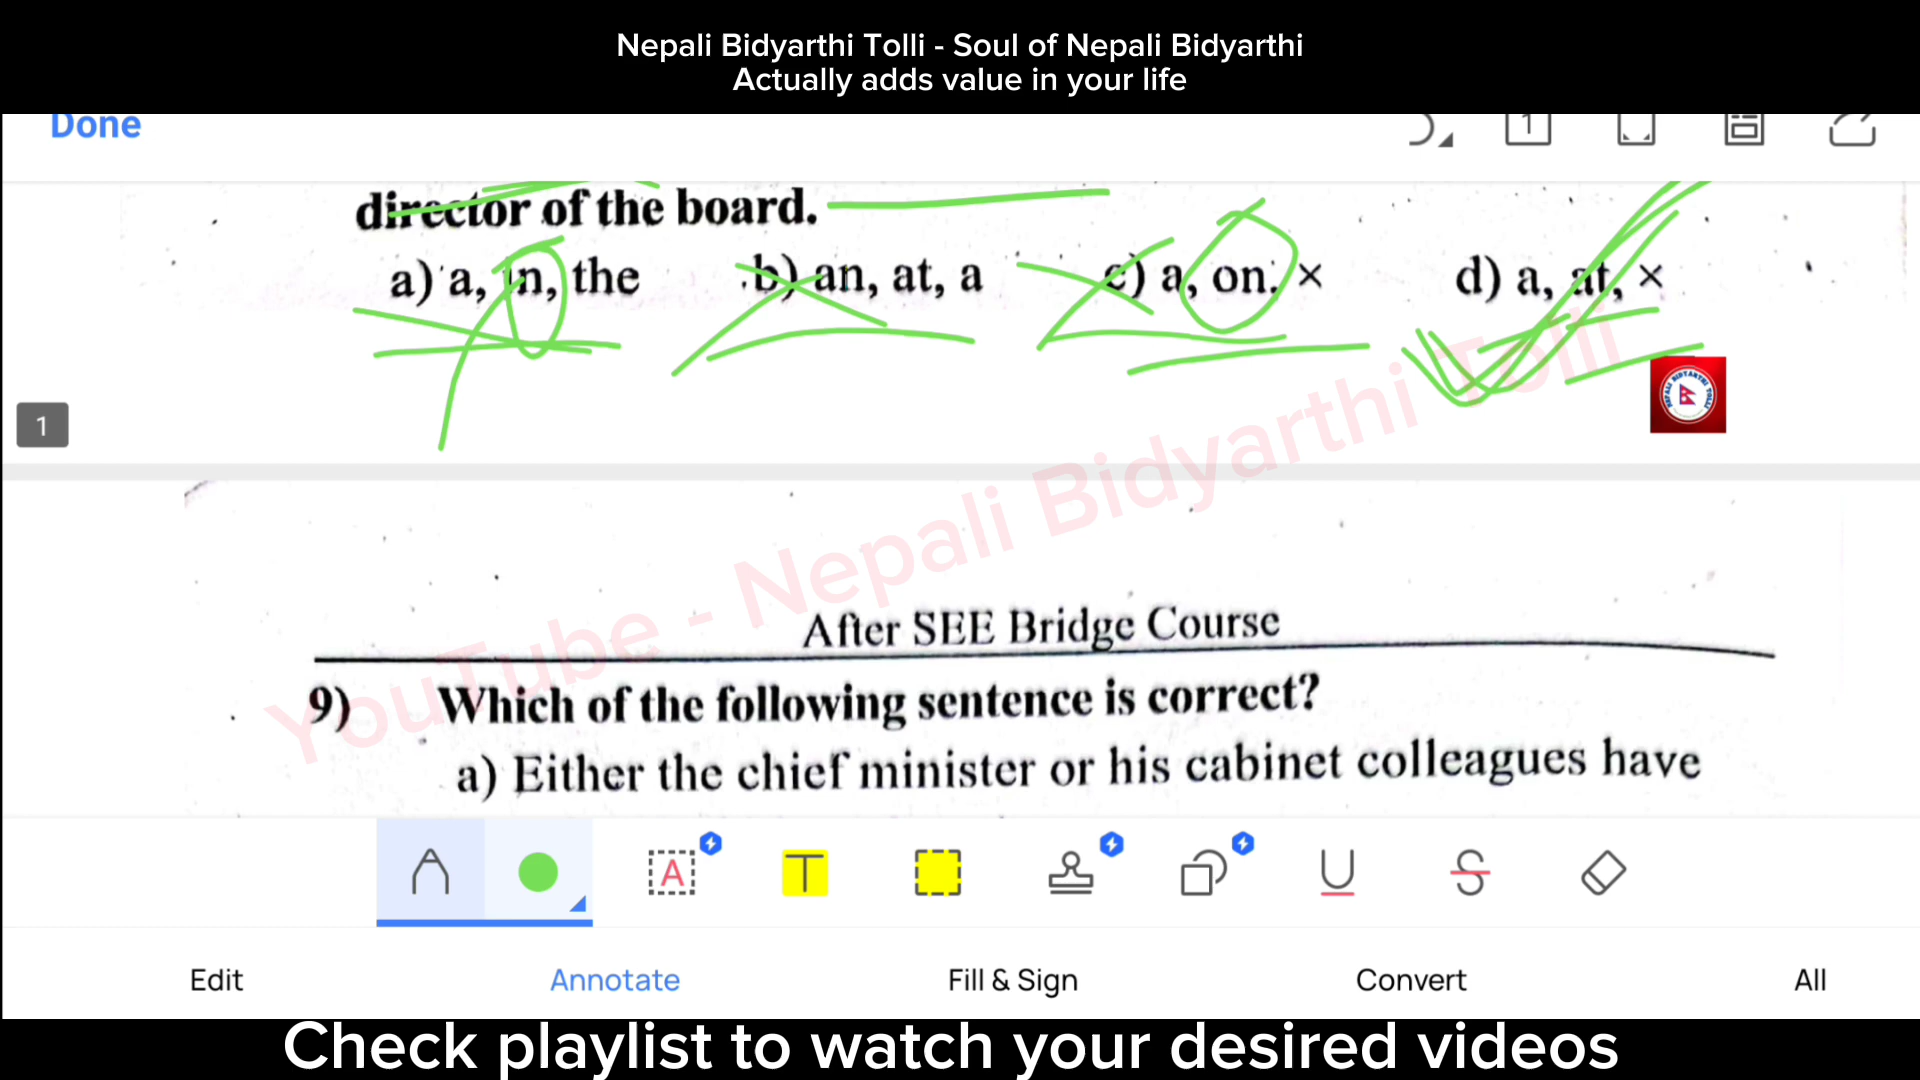 Nepali Bidyarthi Tolli - Soul of Nepali Bidyarthi
Actually adds value in your life
Done
1
director of the board.
a) a, in, the b) an, at, a c) a, on, × d) a, at, ×
1
YouTube - Nepali Bidyarthi Tolli
After SEE Bridge Course
9) Which of the following sentence is correct?
a) Either the chief minister or his cabinet colleagues have
A T U S
Edit Annotate Fill & Sign Convert All
Check playlist to watch your desired videos